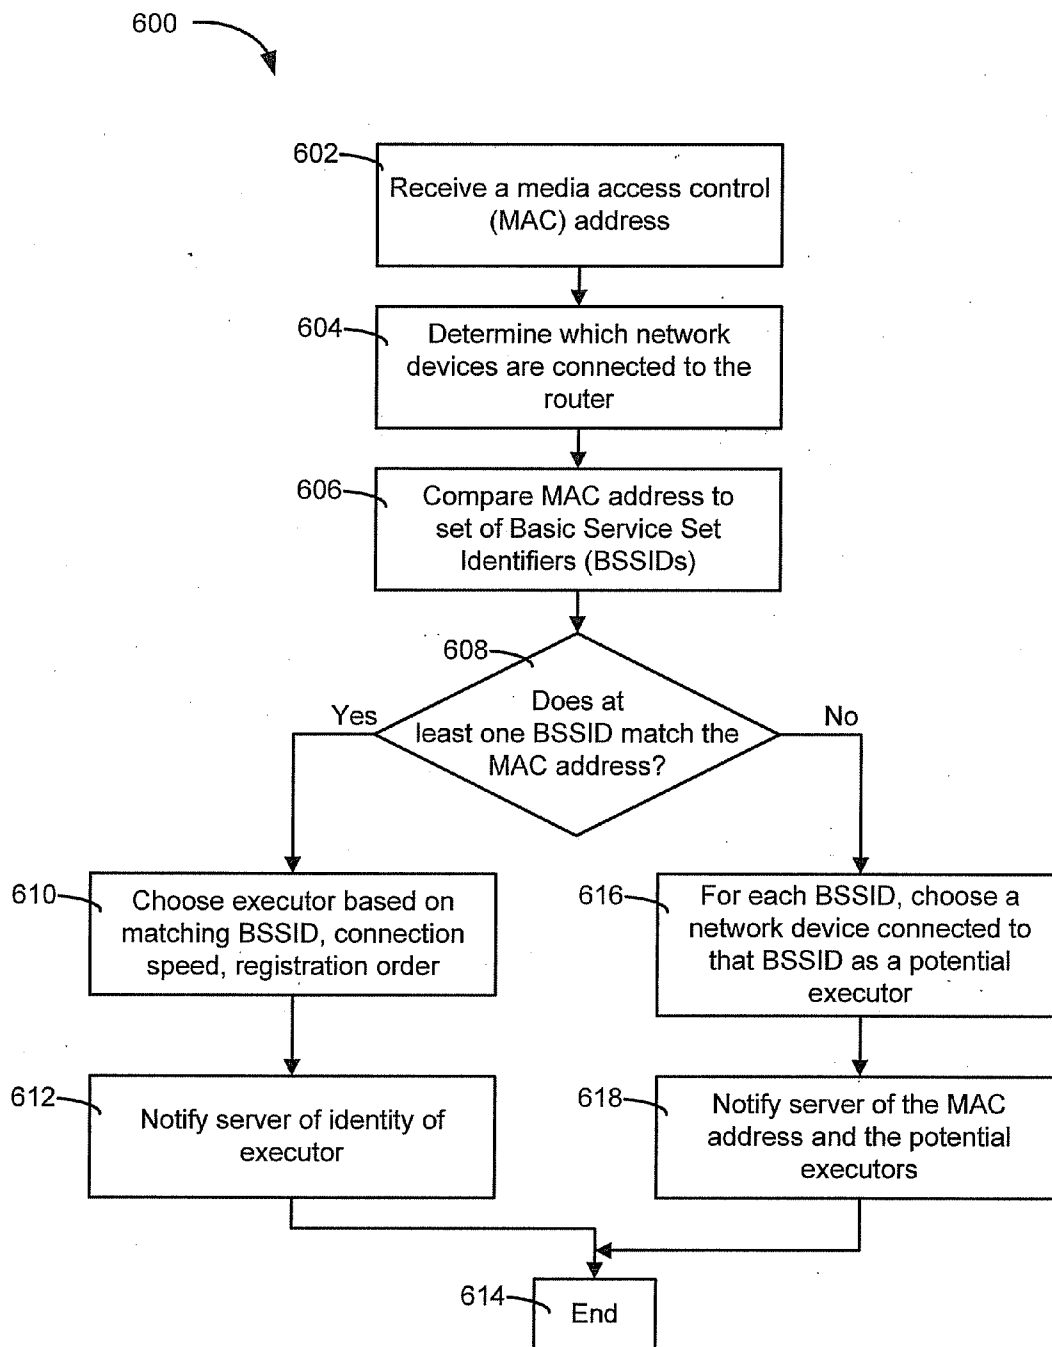 600
602
Receive a media access control
(MAC) address
604
Determine which network
devices are connected to the
router
606
Compare MAC address to
set of Basic Service Set
Identifiers (BSSIDs)
608
Does at
least one BSSID match the
MAC address?
Yes
No
610
Choose executor based on
matching BSSID, connection
speed, registration order
616
For each BSSID, choose a
network device connected to
that BSSID as a potential
executor
612
Notify server of identity of
executor
618
Notify server of the MAC
address and the potential
executors
614
End